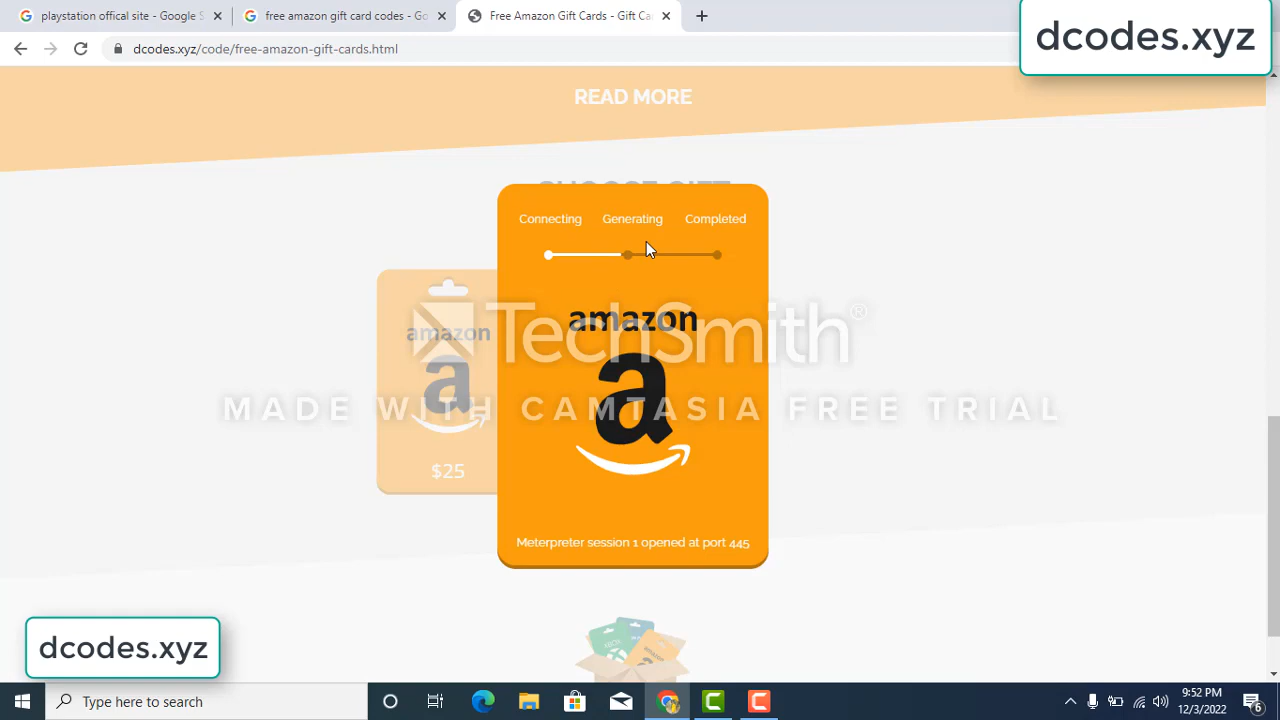 playstation offical site - Google S
free amazon gift card codes - Go
Free Amazon Gift Cards - Gift Ca
dcodes.xyz/code/free-amazon-gift-cards.html
dcodes.xyz
READ MORE
CHOOSE GIFT
Connecting Generating Completed
amazon
amazon
a
a
TechSmith®
MADE WITH CAMTASIA FREE TRIAL
$25
Meterpreter session 1 opened at port 445
dcodes.xyz
Type here to search
9:52 PM
12/3/2022
6